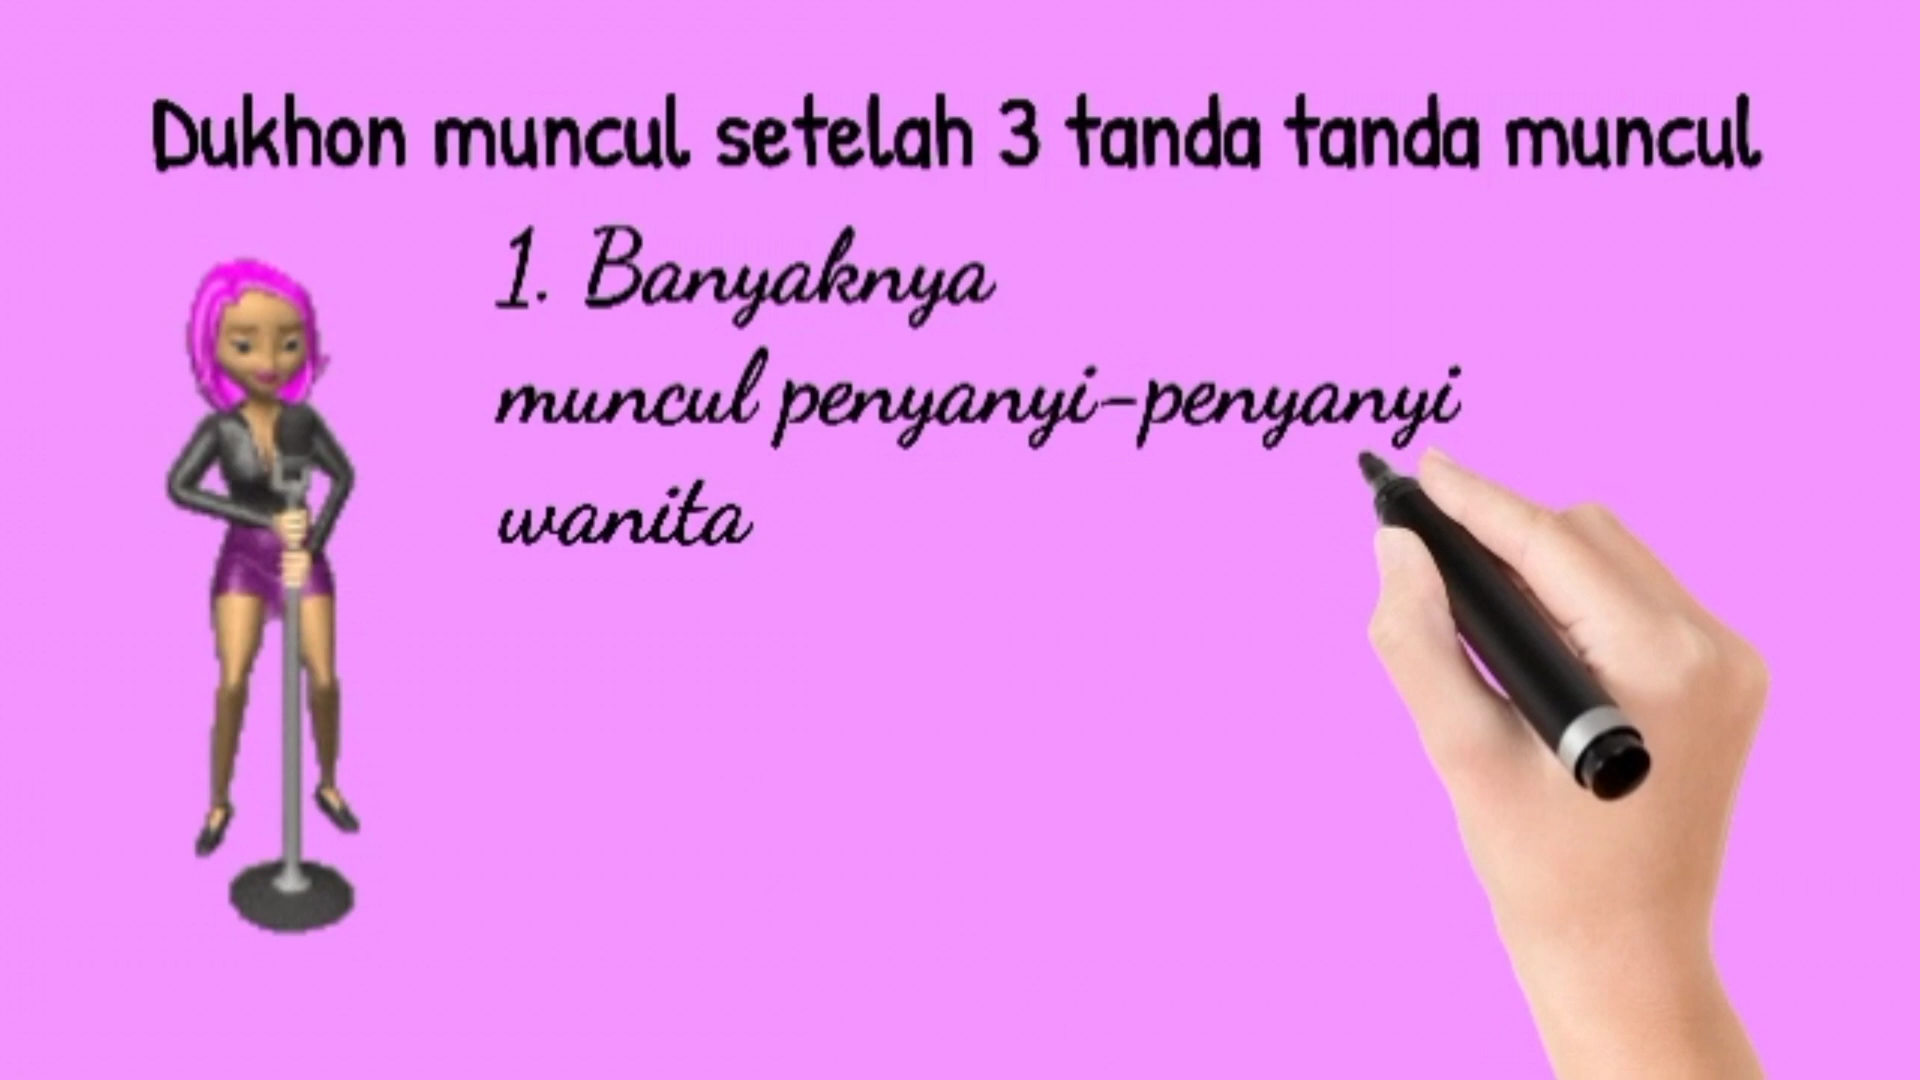 Dukhon muncul setelah 3 tanda tanda muncul
1. Banyaknya
muncul penyanyi-penyanyi
wanita